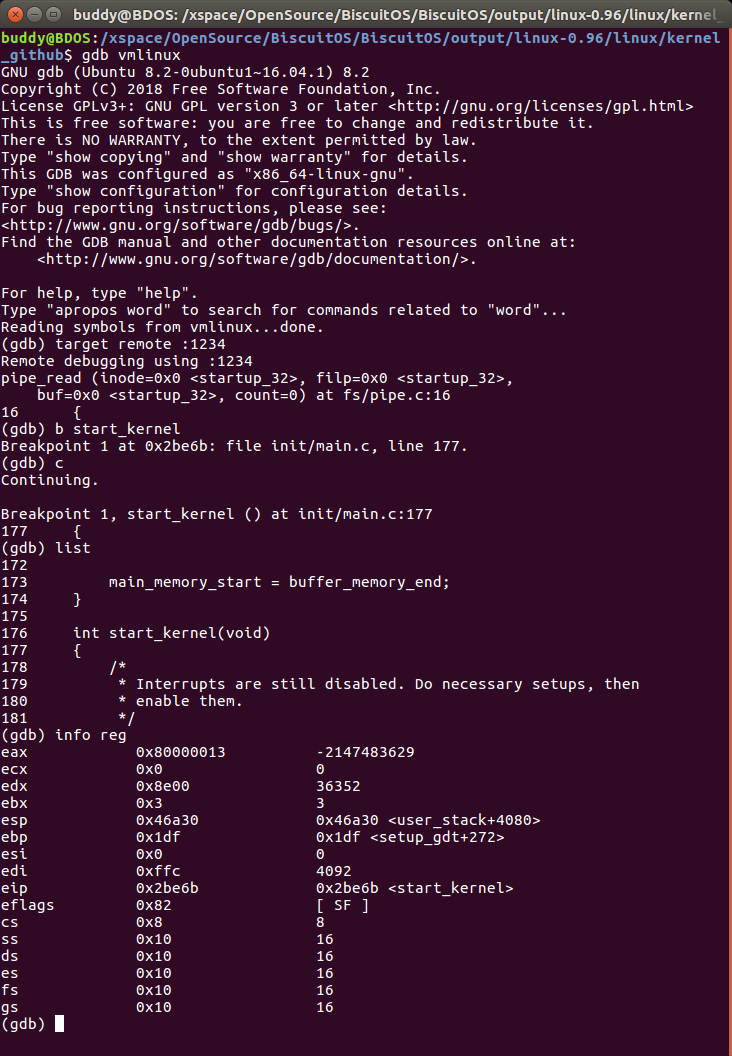 buddy@BDOS: /xspace/OpenSource/BiscuitOS/BiscuitOS/output/linux-0.96/linux/kernel_
buddy@BDOS:/xspace/OpenSource/BiscuitOS/BiscuitOS/output/linux-0.96/linux/kernel
_github$ gdb vmlinux
GNU gdb (Ubuntu 8.2-0ubuntu1~16.04.1) 8.2
Copyright (C) 2018 Free Software Foundation, Inc.
License GPLv3+: GNU GPL version 3 or later <http://gnu.org/licenses/gpl.html>
This is free software: you are free to change and redistribute it.
There is NO WARRANTY, to the extent permitted by law.
Type "show copying" and "show warranty" for details.
This GDB was configured as "x86_64-linux-gnu".
Type "show configuration" for configuration details.
For bug reporting instructions, please see:
<http://www.gnu.org/software/gdb/bugs/>.
Find the GDB manual and other documentation resources online at:
    <http://www.gnu.org/software/gdb/documentation/>.

For help, type "help".
Type "apropos word" to search for commands related to "word"...
Reading symbols from vmlinux...done.
(gdb) target remote :1234
Remote debugging using :1234
pipe_read (inode=0x0 <startup_32>, filp=0x0 <startup_32>,
    buf=0x0 <startup_32>, count=0) at fs/pipe.c:16
16      {
(gdb) b start_kernel
Breakpoint 1 at 0x2be6b: file init/main.c, line 177.
(gdb) c
Continuing.

Breakpoint 1, start_kernel () at init/main.c:177
177     {
(gdb) list
172
173         main_memory_start = buffer_memory_end;
174     }
175
176     int start_kernel(void)
177     {
178         /*
179          * Interrupts are still disabled. Do necessary setups, then
180          * enable them.
181          */
(gdb) info reg
eax            0x80000013          -2147483629
ecx            0x0                 0
edx            0x8e00              36352
ebx            0x3                 3
esp            0x46a30             0x46a30 <user_stack+4080>
ebp            0x1df               0x1df <setup_gdt+272>
esi            0x0                 0
edi            0xffc               4092
eip            0x2be6b             0x2be6b <start_kernel>
eflags         0x82                [ SF ]
cs             0x8                 8
ss             0x10                16
ds             0x10                16
es             0x10                16
fs             0x10                16
gs             0x10                16
(gdb)